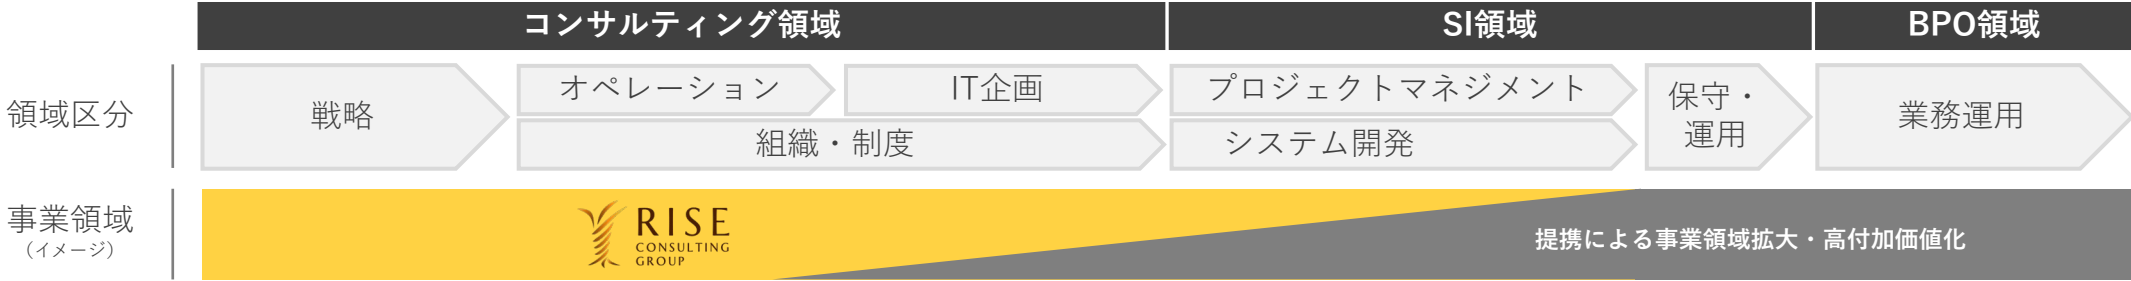 コンサルティング領域
SI領域
BPO領域
領域区分
戦略
オペレーション
IT企画
組織・制度
プロジェクトマネジメント
システム開発
保守・
運用
業務運用
事業領域
（イメージ）
RISE
CONSULTING
GROUP
提携による事業領域拡大・高付加価値化